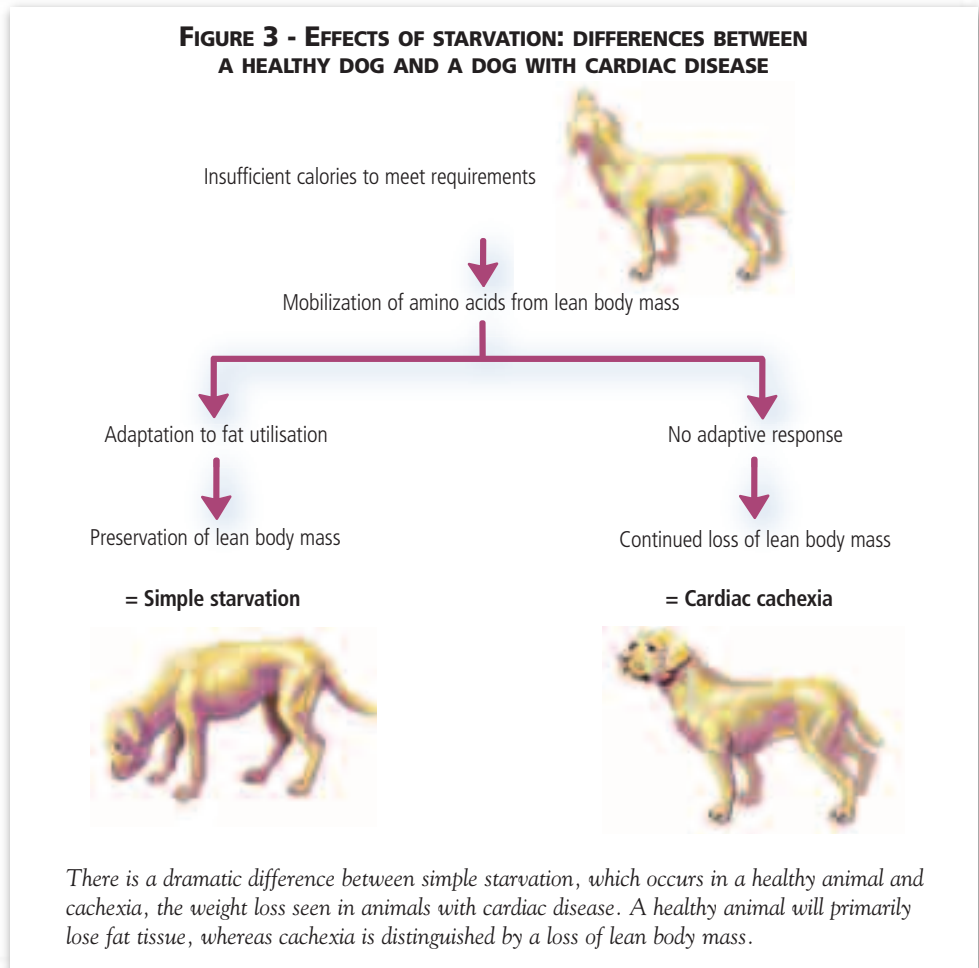 FIGURE 3 - EFFECTS OF STARVATION: DIFFERENCES BETWEEN
A HEALTHY DOG AND A DOG WITH CARDIAC DISEASE
Insufficient calories to meet requirements
Mobilization of amino acids from lean body mass
Adaptation to fat utilisation
No adaptive response
Preservation of lean body mass
Continued loss of lean body mass
= Simple starvation
= Cardiac cachexia
There is a dramatic difference between simple starvation, which occurs in a healthy animal and
cachexia, the weight loss seen in animals with cardiac disease. A healthy animal will primarily
lose fat tissue, whereas cachexia is distinguished by a loss of lean body mass.